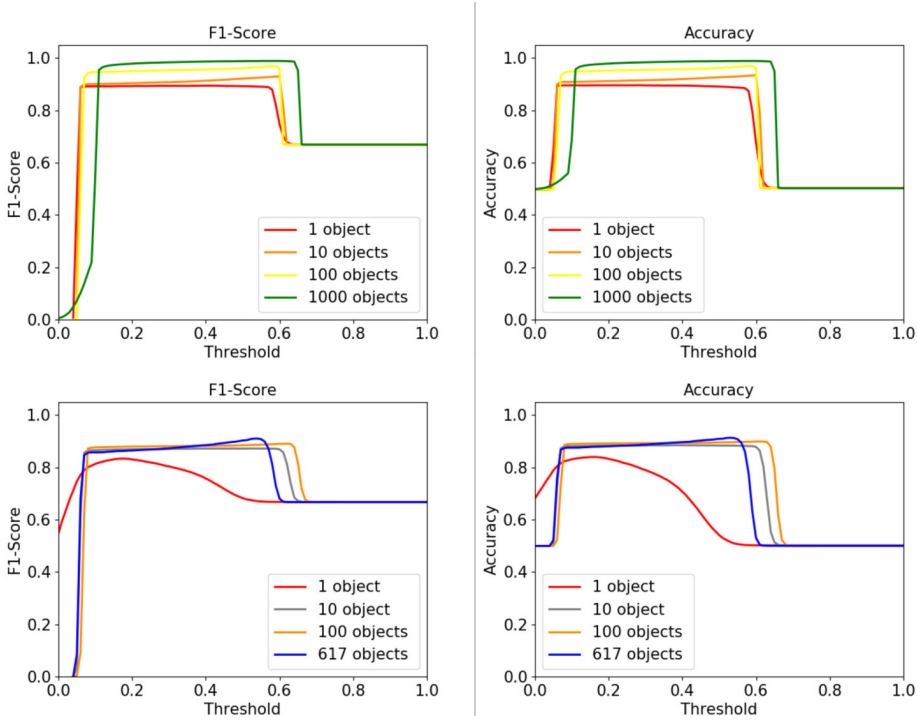 F1-Score
1.0
0.8
0.6
0.4
0.2
0.0
F1-Score
1 object
10 objects
100 objects
1000 objects
0.0 0.2 0.4 0.6 0.8 1.0
Threshold
Accuracy
1.0
0.8
0.6
0.4
0.2
0.0
Accuracy
1 object
10 objects
100 objects
1000 objects
0.0 0.2 0.4 0.6 0.8 1.0
Threshold
F1-Score
1.0
0.8
0.6
0.4
0.2
0.0
F1-Score
1 object
10 object
100 objects
617 objects
0.0 0.2 0.4 0.6 0.8 1.0
Threshold
Accuracy
1.0
0.8
0.6
0.4
0.2
0.0
Accuracy
1 object
10 object
100 objects
617 objects
0.0 0.2 0.4 0.6 0.8 1.0
Threshold